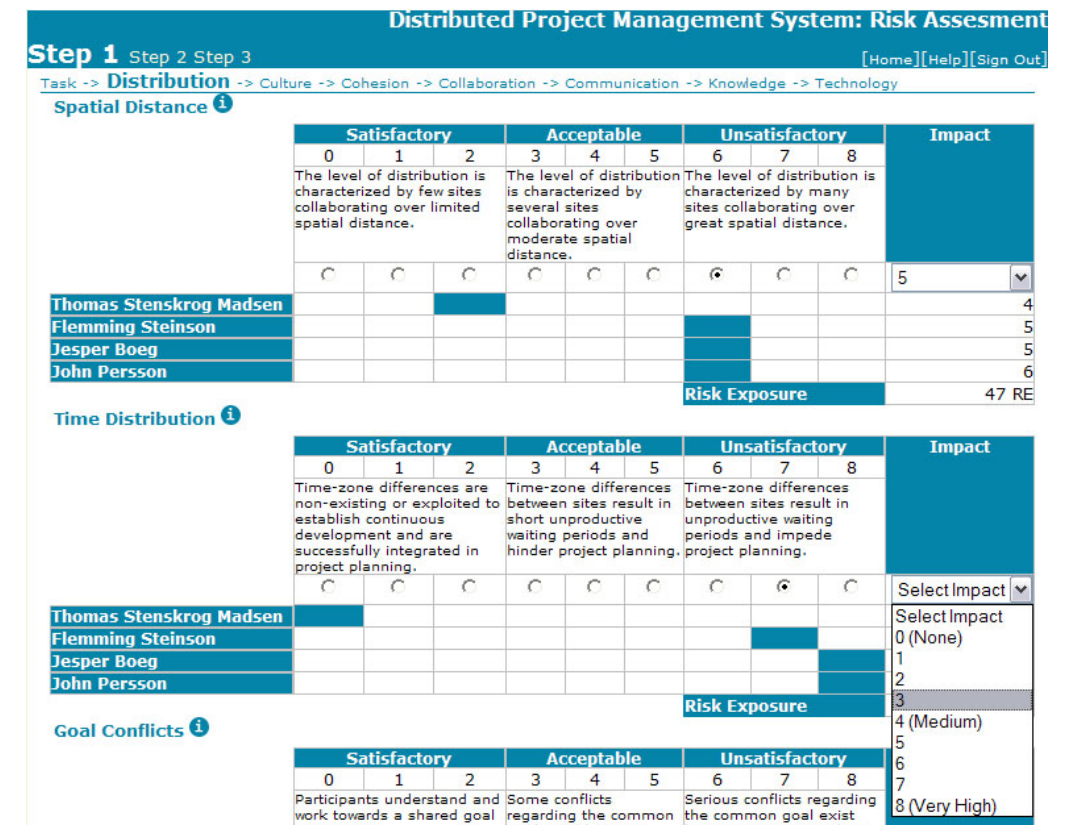 Distributed Project Management System: Risk Assesment
Step 1 Step 2 Step 3 [Home][Help][Sign Out]
Task -> Distribution -> Culture -> Cohesion -> Collaboration -> Communication -> Knowledge -> Technology
Spatial Distance i
Satisfactory Acceptable Unsatisfactory Impact
0 1 2 3 4 5 6 7 8
The level of distribution is
characterized by few sites
collaborating over limited
spatial distance.
The level of distribution
is characterized by
several sites
collaborating over
moderate spatial
distance.
The level of distribution is
characterized by many
sites collaborating over
great spatial distance.
5
Thomas Stenskrog Madsen 4
Flemming Steinson 5
Jesper Boeg 5
John Persson 6
Risk Exposure 47 RE
Time Distribution i
Satisfactory Acceptable Unsatisfactory Impact
0 1 2 3 4 5 6 7 8
Time-zone differences are
non-existing or exploited to
establish continuous
development and are
successfully integrated in
project planning.
Time-zone differences
between sites result in
short unproductive
waiting periods and
hinder project planning.
Time-zone differences
between sites result in
unproductive waiting
periods and impede
project planning.
Select Impact
Thomas Stenskrog Madsen
Flemming Steinson
Jesper Boeg
John Persson
Risk Exposure
Select Impact
0 (None)
1
2
3
4 (Medium)
5
6
7
8 (Very High)
Goal Conflicts i
Satisfactory Acceptable Unsatisfactory
0 1 2 3 4 5 6 7 8
Participants understand and
work towards a shared goal
Some conflicts
regarding the common
Serious conflicts regarding
the common goal exist